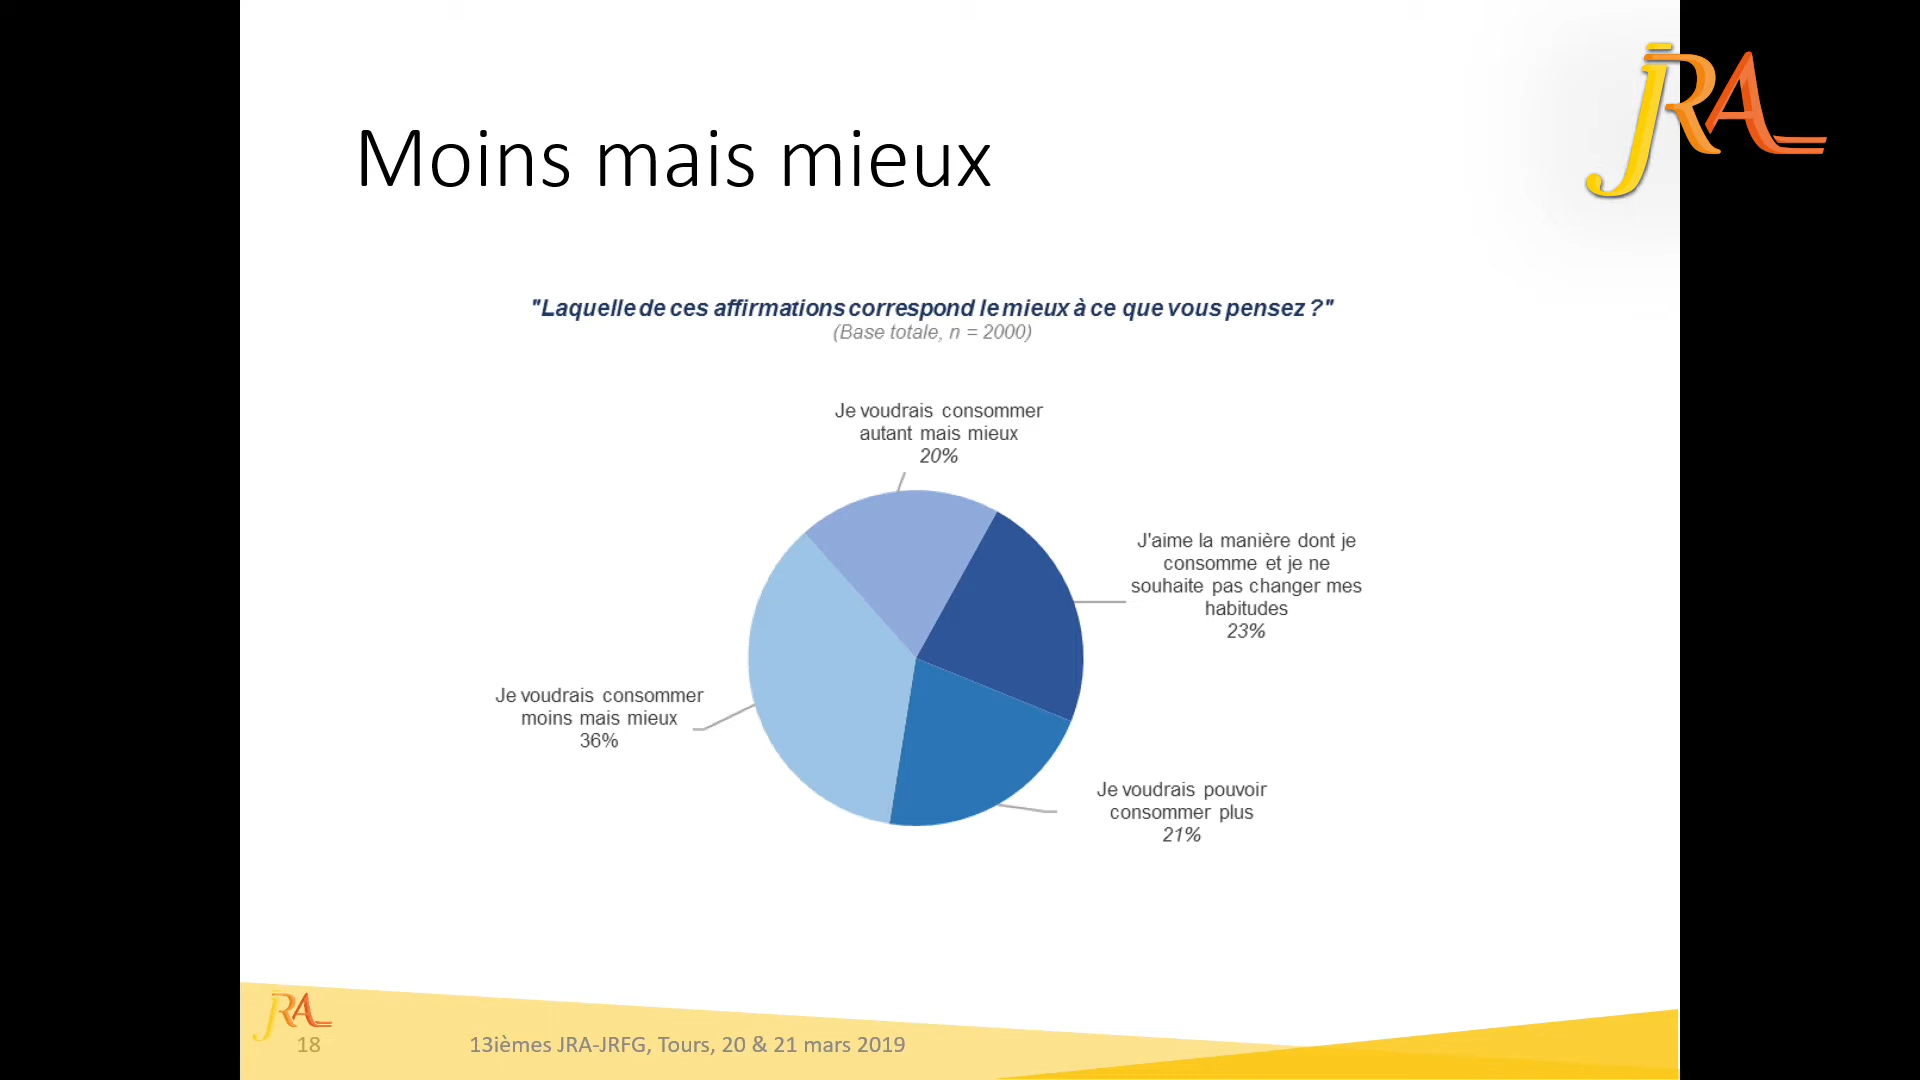 JRA
Moins mais mieux
"Laquelle de ces affirmations correspond le mieux à ce que vous pensez ?"
(Base totale, n = 2000)
Je voudrais consommer
autant mais mieux
20%
J'aime la manière dont je
consomme et je ne
souhaite pas changer mes
habitudes
23%
Je voudrais consommer
moins mais mieux
36%
Je voudrais pouvoir
consommer plus
21%
JRA
18
13ièmes JRA-JRFG, Tours, 20 & 21 mars 2019